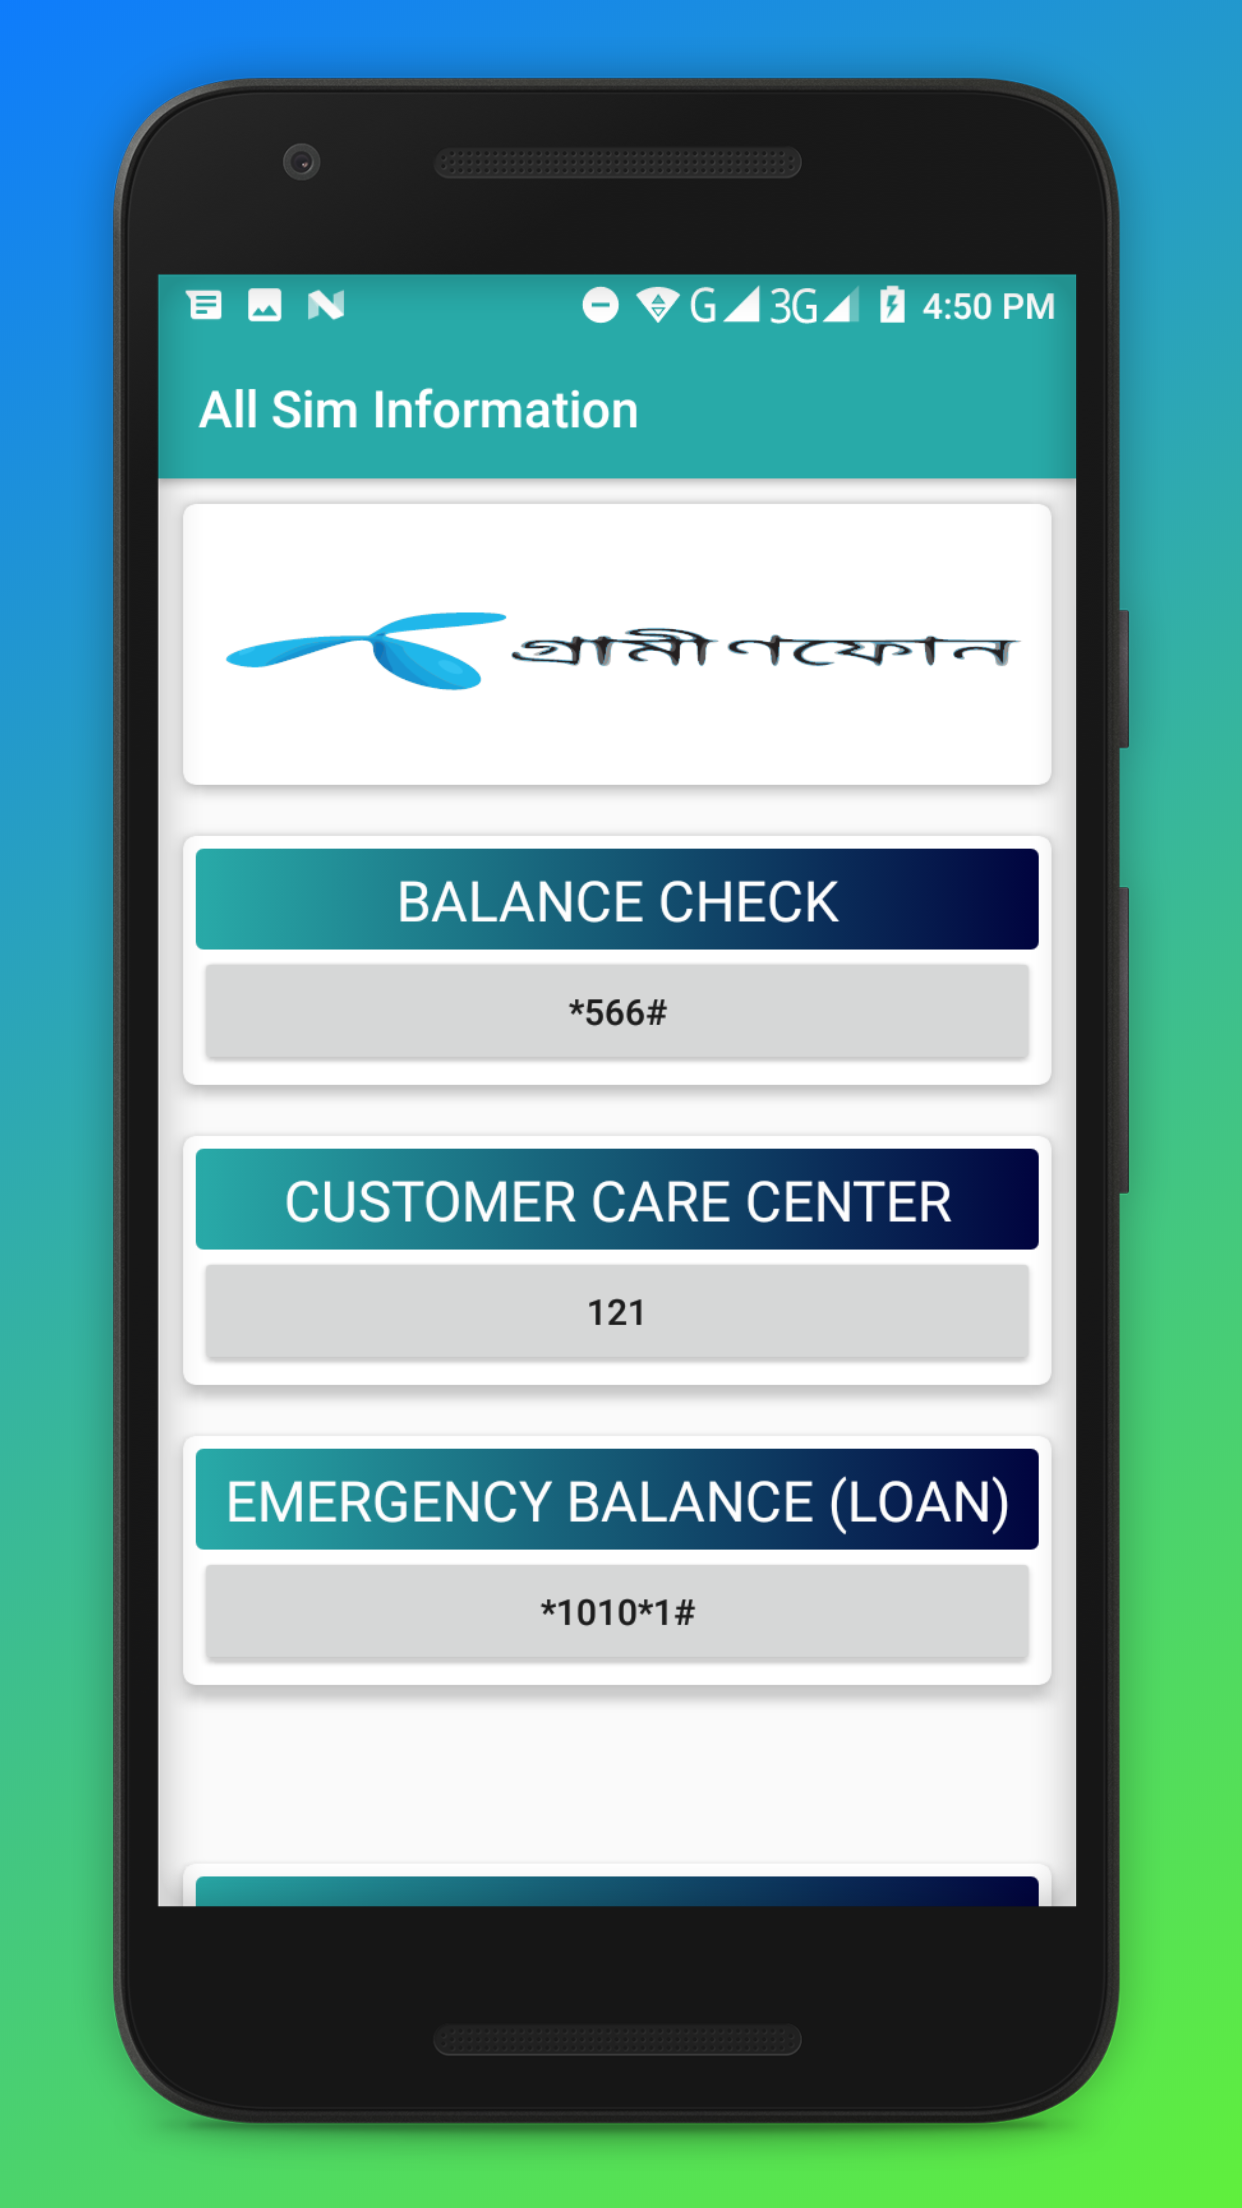 G 3G 4:50 PM
All Sim Information
গ্রামীণফোন
BALANCE CHECK
*566#
CUSTOMER CARE CENTER
121
EMERGENCY BALANCE (LOAN)
*1010*1#